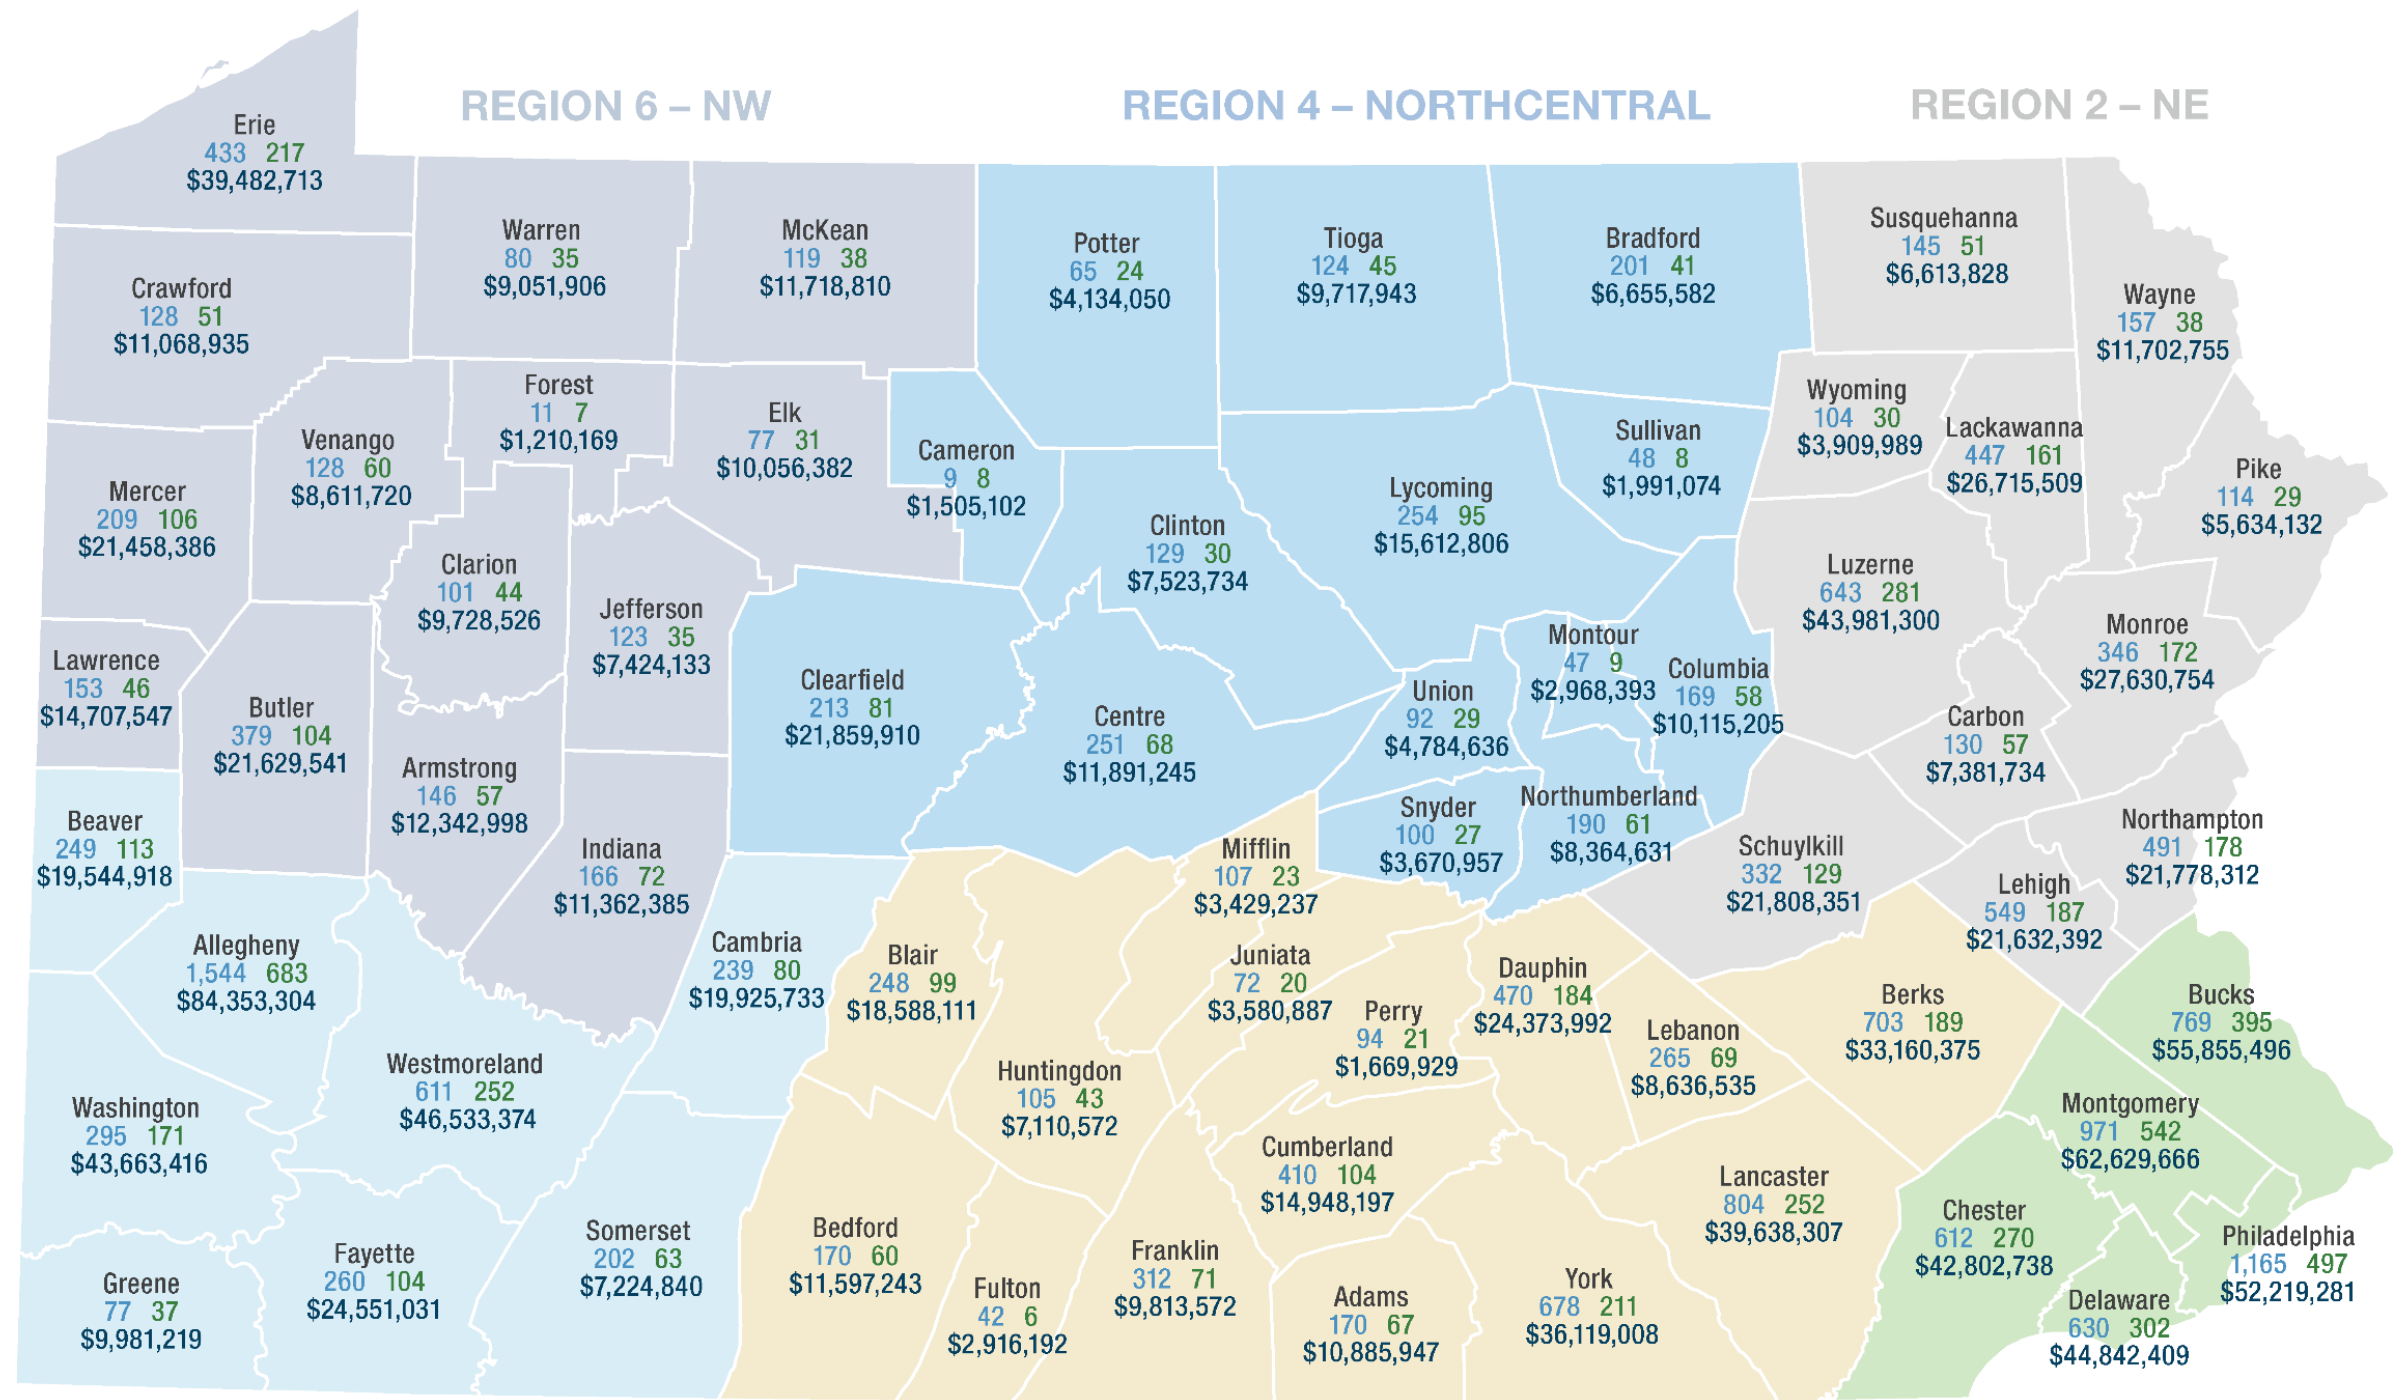 REGION 6 – NW
REGION 4 – NORTHCENTRAL
REGION 2 – NE
Erie
433 217
$39,482,713
Warren
80 35
$9,051,906
McKean
119 38
$11,718,810
Potter
65 24
$4,134,050
Tioga
124 45
$9,717,943
Bradford
201 41
$6,655,582
Susquehanna
145 51
$6,613,828
Wayne
157 38
$11,702,755
Crawford
128 51
$11,068,935
Forest
11 7
$1,210,169
Elk
77 31
$10,056,382
Cameron
9 8
$1,505,102
Sullivan
48 8
$1,991,074
Wyoming
104 30
$3,909,989
Lackawanna
447 161
$26,715,509
Pike
114 29
$5,634,132
Venango
128 60
$8,611,720
Mercer
209 106
$21,458,386
Clarion
101 44
$9,728,526
Jefferson
123 35
$7,424,133
Clinton
129 30
$7,523,734
Lycoming
254 95
$15,612,806
Luzerne
643 281
$43,981,300
Monroe
346 172
$27,630,754
Lawrence
153 46
$14,707,547
Butler
379 104
$21,629,541
Armstrong
146 57
$12,342,998
Clearfield
213 81
$21,859,910
Centre
251 68
$11,891,245
Union
92 29
$4,784,636
Montour
47 9
$2,968,393
Columbia
169 58
$10,115,205
Carbon
130 57
$7,381,734
Beaver
249 113
$19,544,918
Indiana
166 72
$11,362,385
Mifflin
107 23
$3,429,237
Snyder
100 27
$3,670,957
Northumberland
190 61
$8,364,631
Schuylkill
332 129
$21,808,351
Northampton
491 178
$21,778,312
Lehigh
549 187
$21,632,392
Allegheny
1,544 683
$84,353,304
Cambria
239 80
$19,925,733
Blair
248 99
$18,588,111
Juniata
72 20
$3,580,887
Perry
94 21
$1,669,929
Dauphin
470 184
$24,373,992
Lebanon
265 69
$8,636,535
Berks
703 189
$33,160,375
Bucks
769 395
$55,855,496
Westmoreland
611 252
$46,533,374
Huntingdon
105 43
$7,110,572
Washington
295 171
$43,663,416
Cumberland
410 104
$14,948,197
Lancaster
804 252
$39,638,307
Montgomery
971 542
$62,629,666
Chester
612 270
$42,802,738
Philadelphia
1,165 497
$52,219,281
Greene
77 37
$9,981,219
Fayette
260 104
$24,551,031
Somerset
202 63
$7,224,840
Bedford
170 60
$11,597,243
Fulton
42 6
$2,916,192
Franklin
312 71
$9,813,572
Adams
170 67
$10,885,947
York
678 211
$36,119,008
Delaware
630 302
$44,842,409